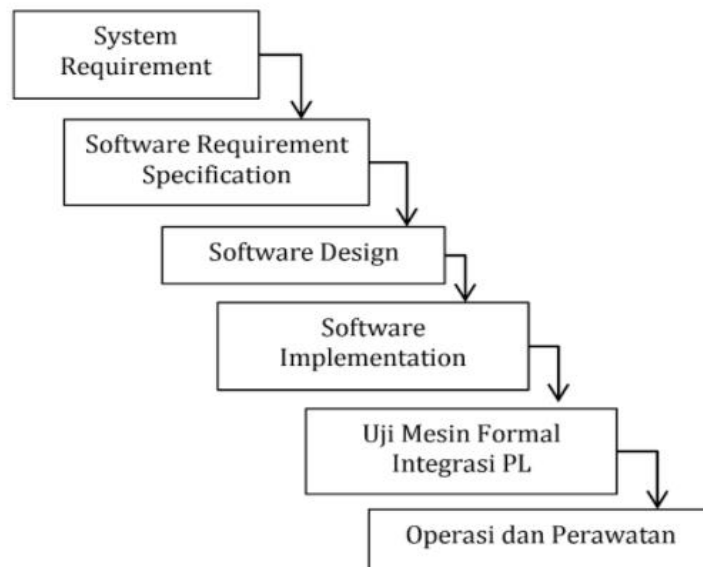 System
Requirement
Software Requirement
Specification
Software Design
Software
Implementation
Uji Mesin Formal
Integrasi PL
Operasi dan Perawatan